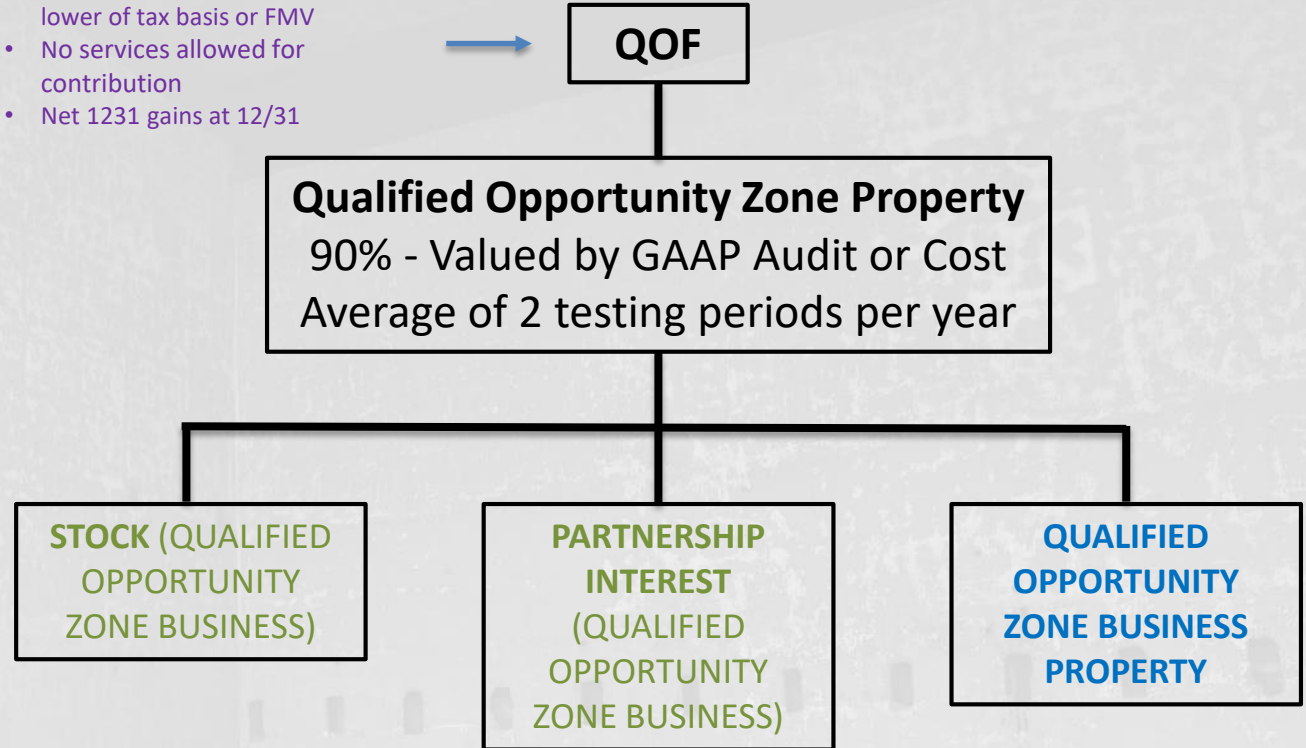 lower of tax basis or FMV
• No services allowed for
contribution
• Net 1231 gains at 12/31
QOF
Qualified Opportunity Zone Property
90% - Valued by GAAP Audit or Cost
Average of 2 testing periods per year
STOCK (QUALIFIED
OPPORTUNITY
ZONE BUSINESS)
PARTNERSHIP
INTEREST
(QUALIFIED
OPPORTUNITY
ZONE BUSINESS)
QUALIFIED
OPPORTUNITY
ZONE BUSINESS
PROPERTY